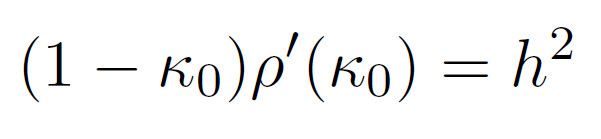 (1 − κ₀)ρ′(κ₀) = h²